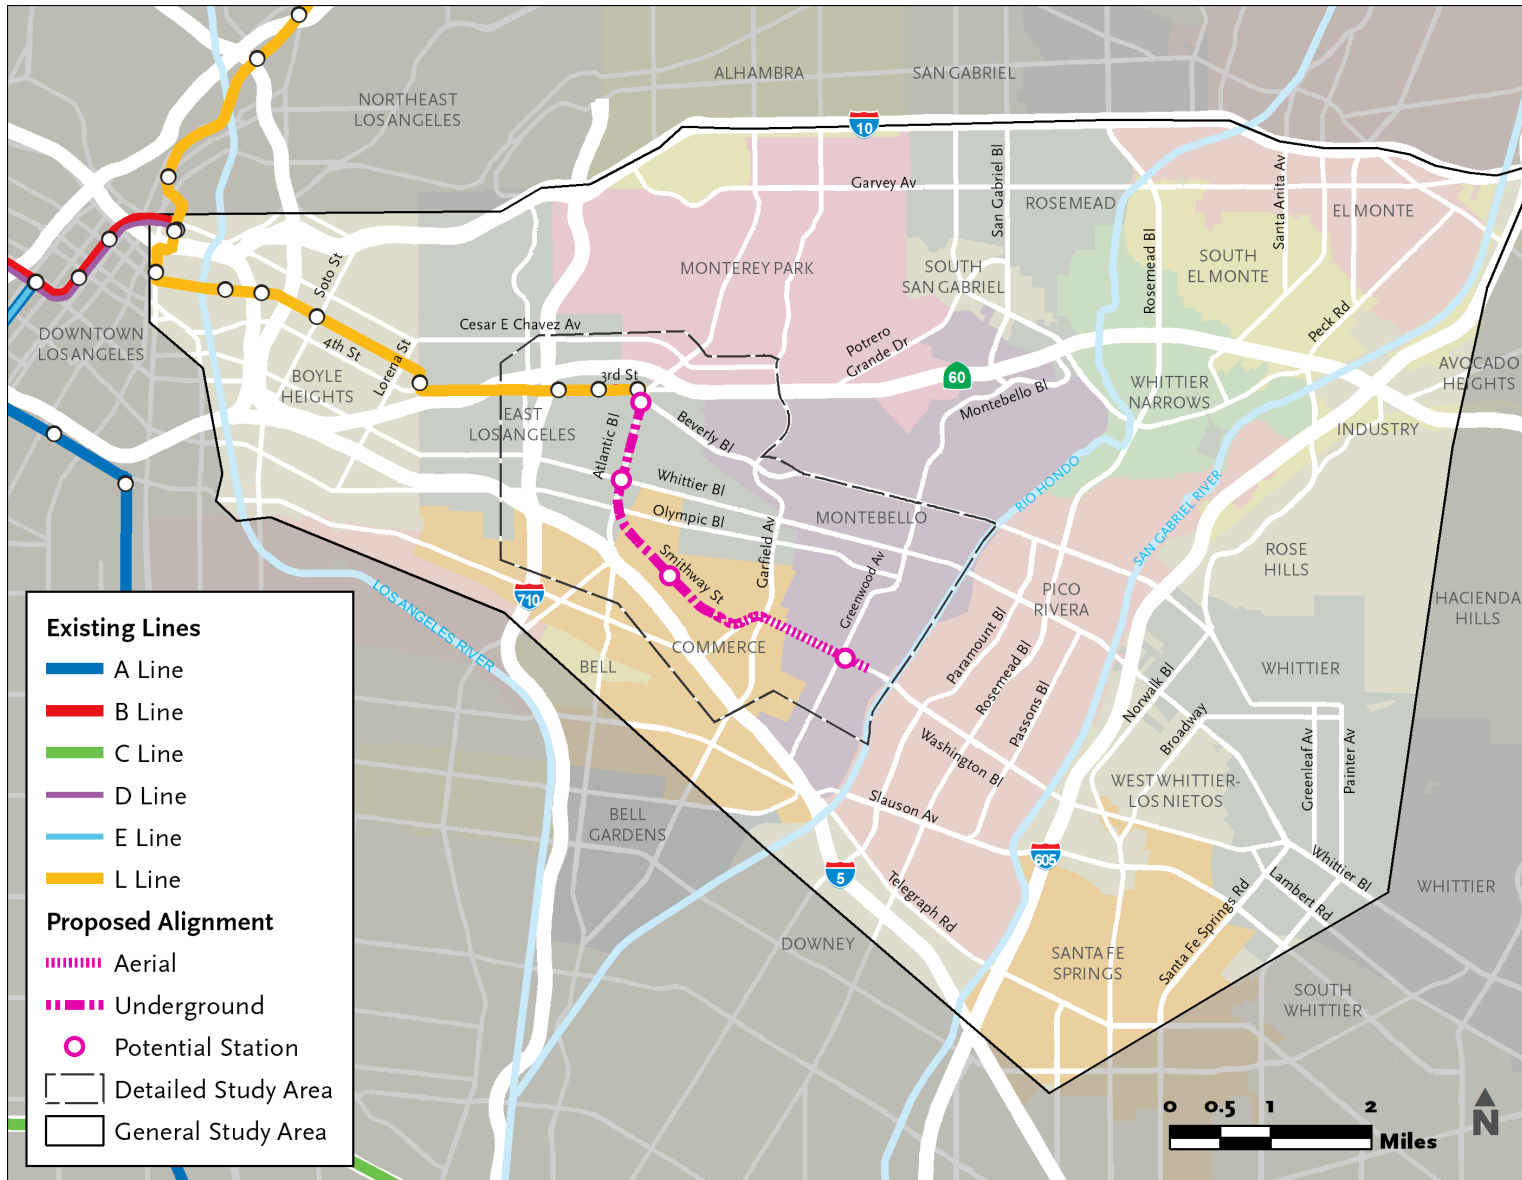 ALHAMBRA
SAN GABRIEL
NORTHEAST
LOS ANGELES
10
Garvey Av
San Gabriel Bl
ROSEMEAD
Santa Anita Av
EL MONTE
Rosemead Bl
SOUTH
EL MONTE
MONTEREY PARK
SOUTH
SAN GABRIEL
Soto St
DOWNTOWN
LOS ANGELES
Cesar E Chavez Av
4th St
Lorena St
Potrero
Grande Dr
Peck Rd
BOYLE
HEIGHTS
3rd St
60
Montebello Bl
WHITTIER
NARROWS
AVOCADO
HEIGHTS
EAST
LOS ANGELES
Atlantic Bl
Beverly Bl
INDUSTRY
Whittier Bl
Olympic Bl
MONTEBELLO
RIO HONDO
SAN GABRIEL RIVER
Smithway St
Garfield Av
Greenwood Av
ROSE
HILLS
710
LOS ANGELES RIVER
PICO
RIVERA
HACIENDA
HILLS
COMMERCE
BELL
Paramount Bl
Rosemead Bl
Passons Bl
WHITTIER
Norwalk Bl
Broadway
Washington Bl
Greenleaf Av
Painter Av
WEST WHITTIER-
LOS NIETOS
BELL
GARDENS
Slauson Av
605
5
Whittier Bl
Lambert Rd
WHITTIER
Telegraph Rd
Santa Fe Springs Rd
DOWNEY
SANTA FE
SPRINGS
SOUTH
WHITTIER
Existing Lines
A Line
B Line
C Line
D Line
E Line
L Line
Proposed Alignment
Aerial
Underground
Potential Station
Detailed Study Area
General Study Area
0 0.5 1 2
Miles
N